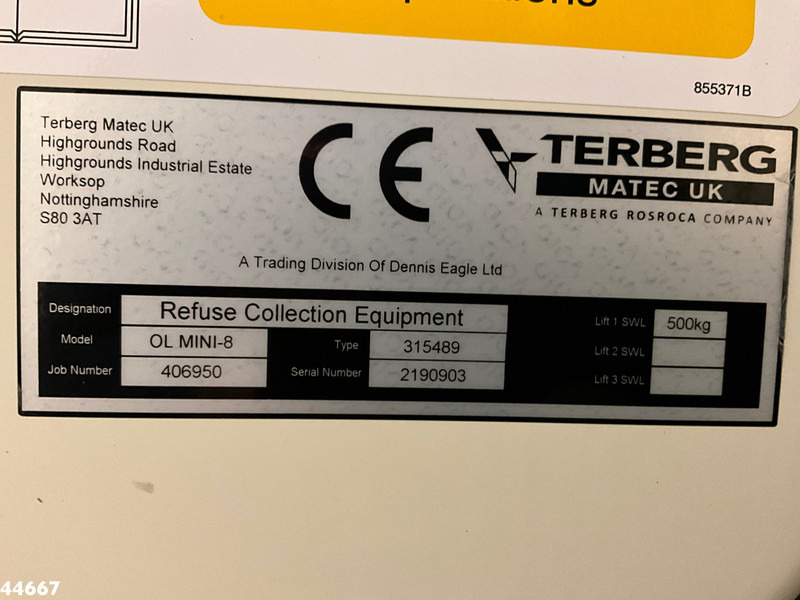 855371B
Terberg Matec UK
Highgrounds Road
Highgrounds Industrial Estate
Worksop
Nottinghamshire
S80 3AT
CE
TERBERG
MATEC UK
A TERBERG ROSROCA COMPANY
A Trading Division Of Dennis Eagle Ltd
Designation Refuse Collection Equipment
Model OL MINI-8 Type 315489
Job Number 406950 Serial Number 2190903
Lift 1 SWL 500kg
Lift 2 SWL
Lift 3 SWL
44667